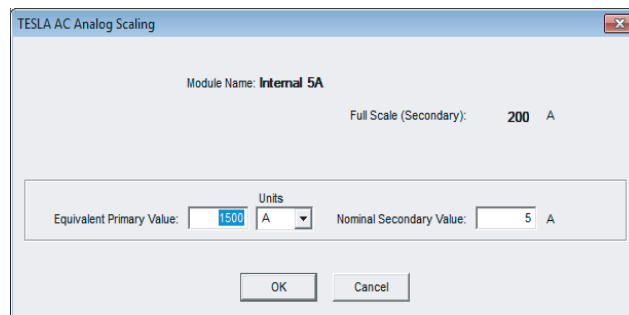 TESLA AC Analog Scaling
Module Name: Internal 5A
Full Scale (Secondary): 200 A
Units
Equivalent Primary Value: 1500 A Nominal Secondary Value: 5 A
OK Cancel